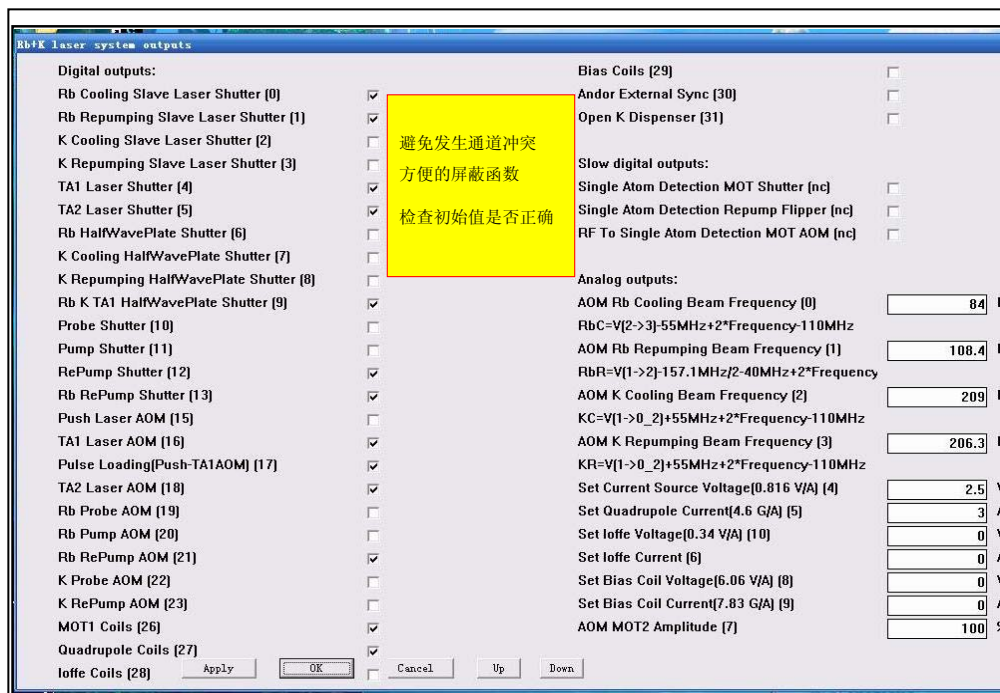 Rb+K laser system outputs
Digital outputs:
Rb Cooling Slave Laser Shutter (0)
Rb Repumping Slave Laser Shutter (1)
K Cooling Slave Laser Shutter (2)
K Repumping Slave Laser Shutter (3)
TA1 Laser Shutter (4)
TA2 Laser Shutter (5)
Rb HalfWavePlate Shutter (6)
K Cooling HalfWavePlate Shutter (7)
K Repumping HalfWavePlate Shutter (8)
Rb K TA1 HalfWavePlate Shutter (9)
Probe Shutter (10)
Pump Shutter (11)
RePump Shutter (12)
Rb RePump Shutter (13)
Push Laser AOM (15)
TA1 Laser AOM (16)
Pulse Loading(Push-TA1AOM) (17)
TA2 Laser AOM (18)
Rb Probe AOM (19)
Rb Pump AOM (20)
Rb RePump AOM (21)
K Probe AOM (22)
K RePump AOM (23)
MOT1 Coils (26)
Quadrupole Coils (27)
Ioffe Coils (28)
避免发生通道冲突
方便的屏蔽函数
检查初始值是否正确
Bias Coils (29)
Andor External Sync (30)
Open K Dispenser (31)
Slow digital outputs:
Single Atom Detection MOT Shutter (nc)
Single Atom Detection Repump Flipper (nc)
RF To Single Atom Detection MOT AOM (nc)
Analog outputs:
AOM Rb Cooling Beam Frequency (0) 84
RbC=V(2->3)-55MHz+2*Frequency-110MHz
AOM Rb Repumping Beam Frequency (1) 108.4
RbR=V(1->2)-157.1MHz/2-40MHz+2*Frequency
AOM K Cooling Beam Frequency (2) 209
KC=V(1->0_2)+55MHz+2*Frequency-110MHz
AOM K Repumping Beam Frequency (3) 206.3
KR=V(1->0_2)+55MHz+2*Frequency-110MHz
Set Current Source Voltage(0.816 V/A) (4) 2.5
Set Quadrupole Current(4.6 G/A) (5) 3
Set Ioffe Voltage(0.34 V/A) (10) 0
Set Ioffe Current (6) 0
Set Bias Coil Voltage(6.06 V/A) (8) 0
Set Bias Coil Current(7.83 G/A) (9) 0
AOM MOT2 Amplitude (7) 100
Apply OK Cancel Up Down